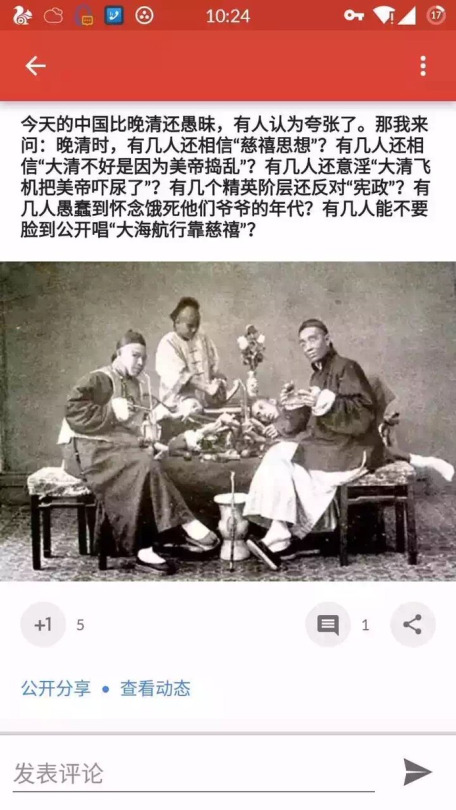 10:24
17
今天的中国比晚清还愚昧，有人认为夸张了。那我来
问：晚清时，有几人还相信“慈禧思想”？有几人还相
信“大清不好是因为美帝捣乱”？有几人还意淫“大清飞
机把美帝吓尿了”？有几个精英阶层还反对“宪政”？有
几人愚蠢到怀念饿死他们爷爷的年代？有几人能不要
脸到公开唱“大海航行靠慈禧”？
+1
5
1
公开分享 • 查看动态
发表评论